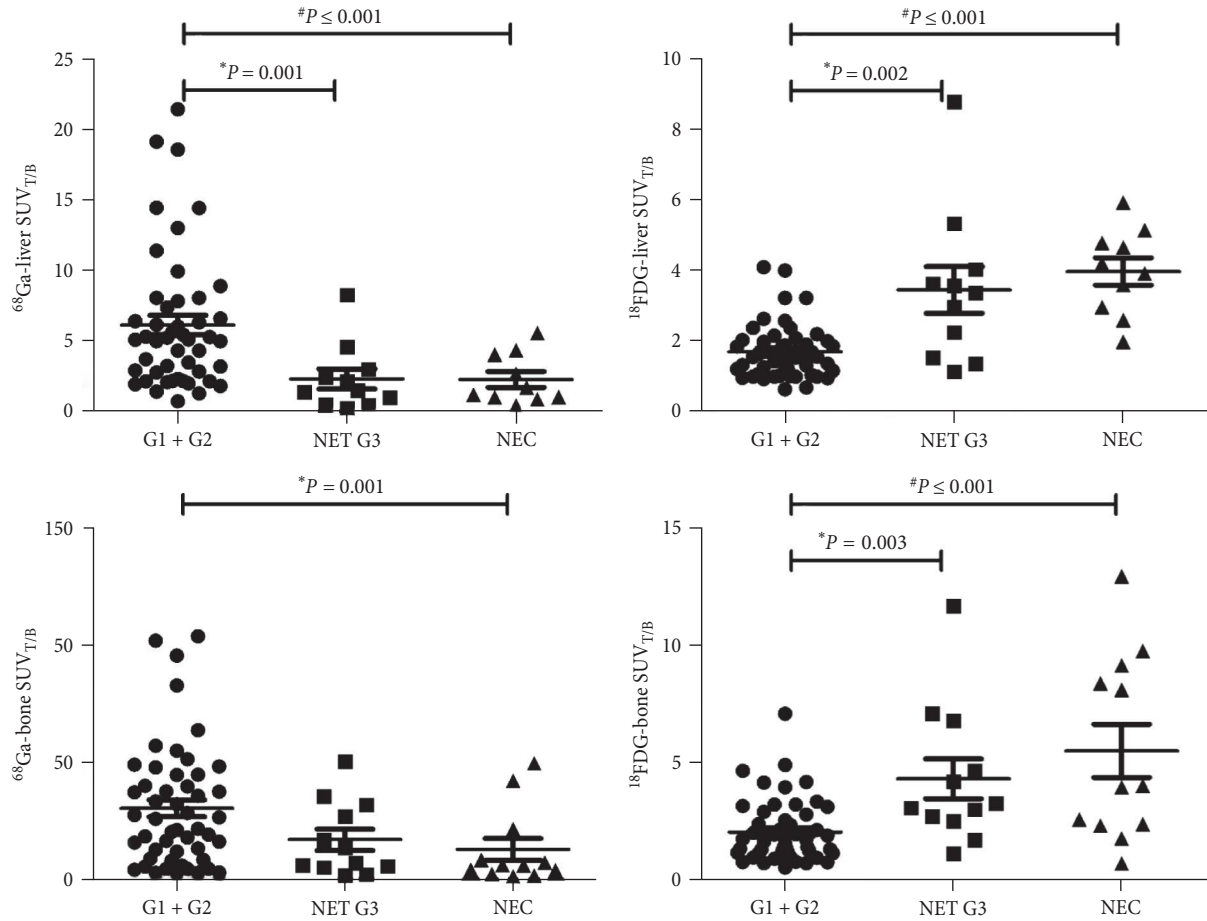 #P ≤ 0.001
*P = 0.001
25
20
15
10
5
0
68Ga-liver SUVT/B
G1 + G2 NET G3 NEC
#P ≤ 0.001
*P = 0.002
10
8
6
4
2
0
18FDG-liver SUVT/B
G1 + G2 NET G3 NEC
*P = 0.001
150
50
50
0
68Ga-bone SUVT/B
G1 + G2 NET G3 NEC
#P ≤ 0.001
*P = 0.003
15
10
5
0
18FDG-bone SUVT/B
G1 + G2 NET G3 NEC